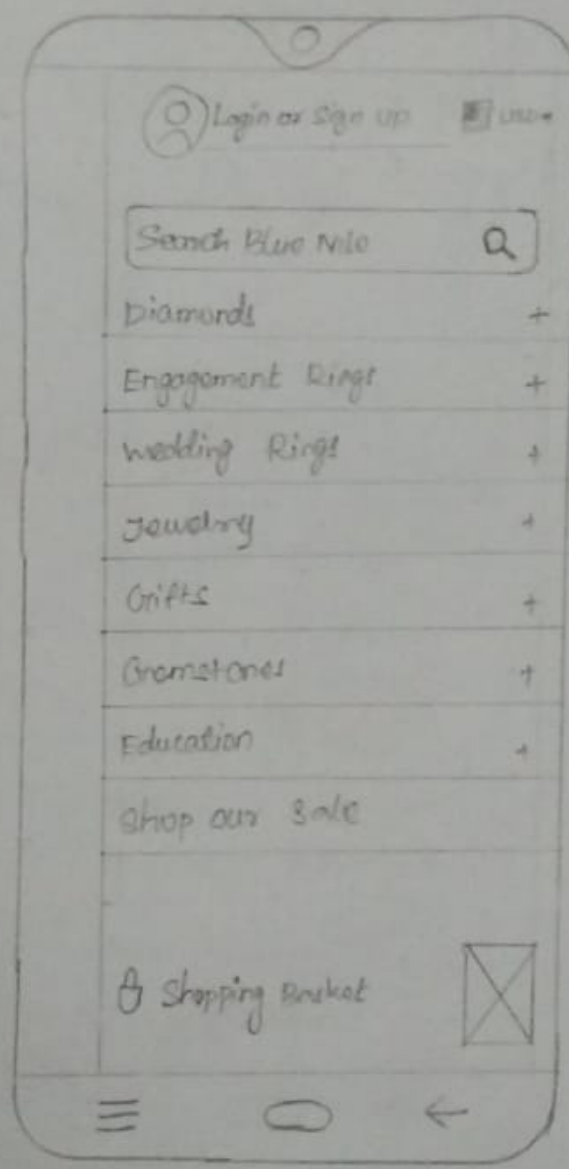 Login or Sign up USD
Search Blue Nile
Diamonds +
Engagement Rings +
Wedding Rings +
Jewelry +
Gifts +
Gemstones +
Education +
Shop our Sale
Shopping Basket